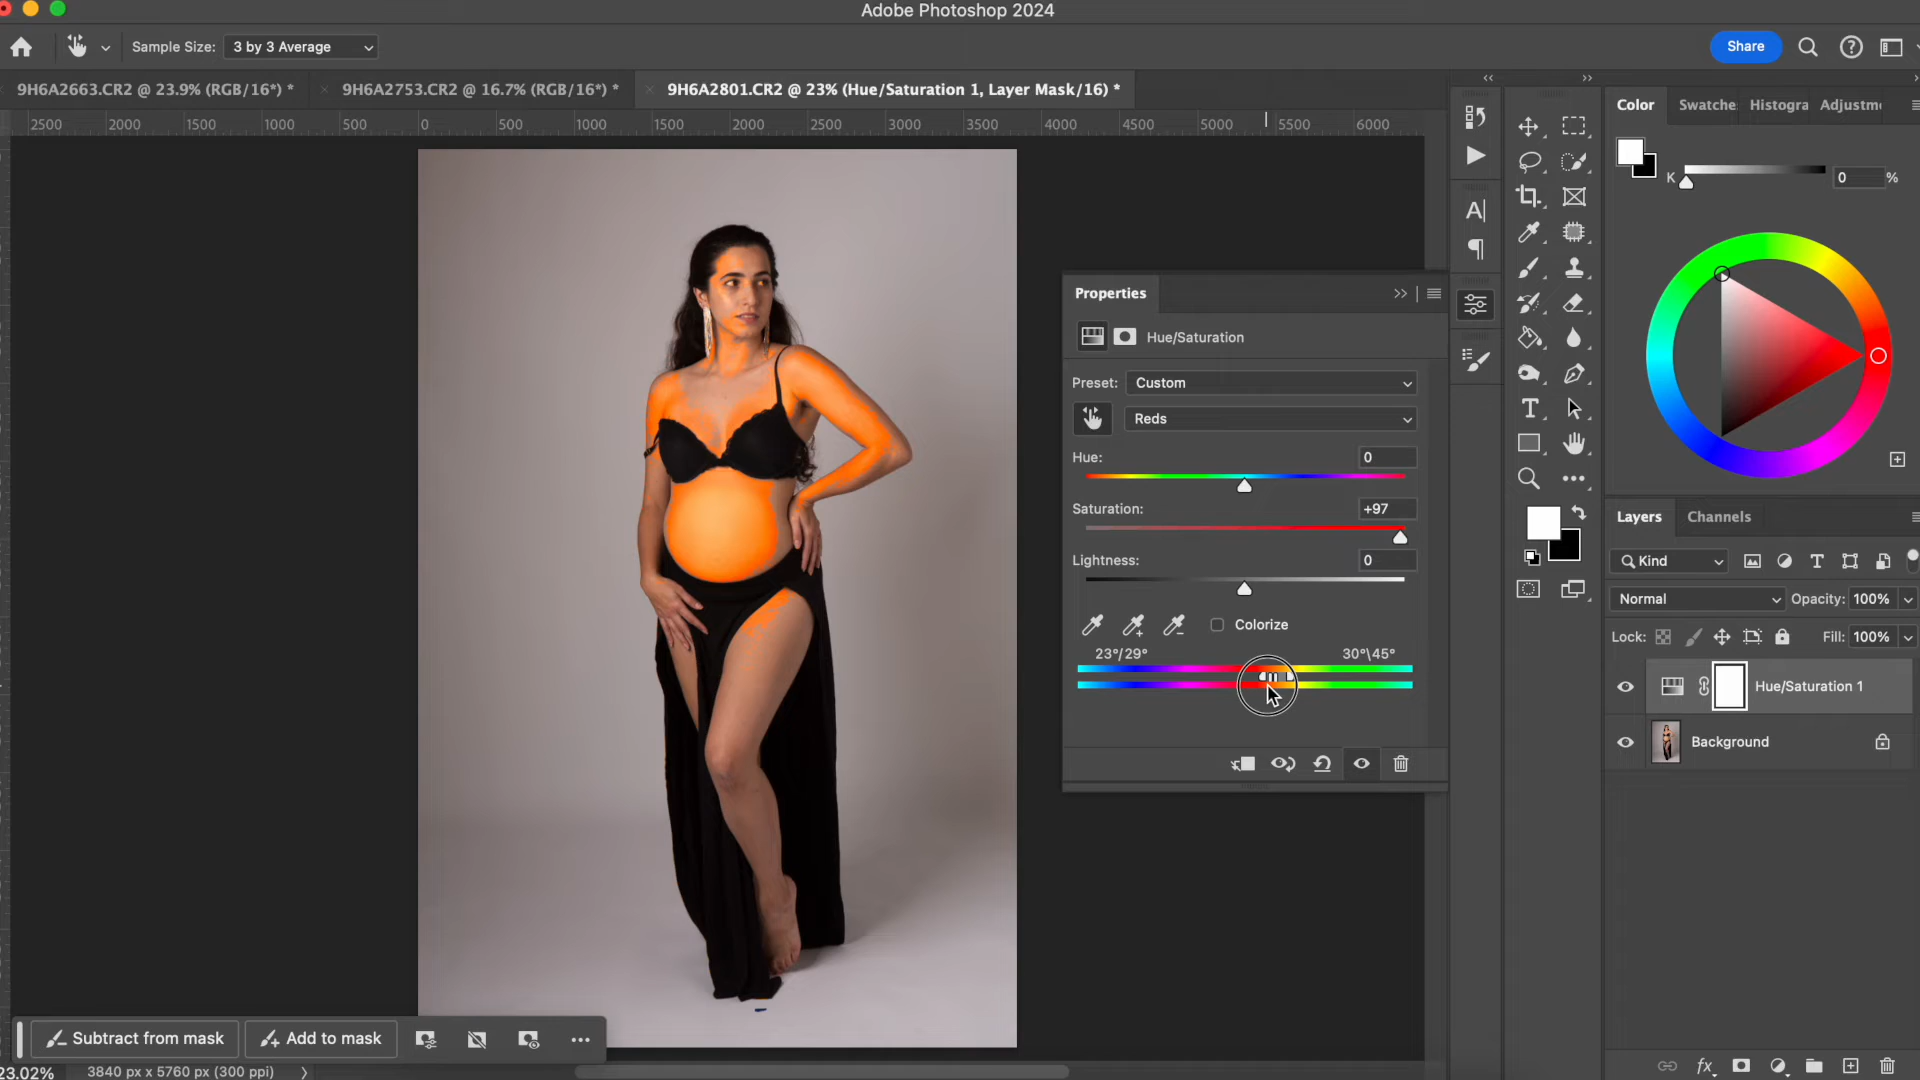 Adobe Photoshop 2024
Sample Size: 3 by 3 Average
Share
9H6A2663.CR2 @ 23.9% (RGB/16*) *
9H6A2753.CR2 @ 16.7% (RGB/16*) *
9H6A2801.CR2 @ 23% (Hue/Saturation 1, Layer Mask/16) *
2500 2000 1500 1000 500 0 500 1000 1500 2000 2500 3000 3500 4000 4500 5000 5500 6000
Color Swatche Histogra Adjustm
K 0 %
Properties
Hue/Saturation
Preset: Custom
Reds
Hue: 0
Saturation: +97
Lightness: 0
Colorize
23°/29° 30°\45°
Layers Channels
Kind
Normal Opacity: 100%
Lock: Fill: 100%
Hue/Saturation 1
Background
fx
Subtract from mask Add to mask
23.02% 3840 px x 5760 px (300 ppi)